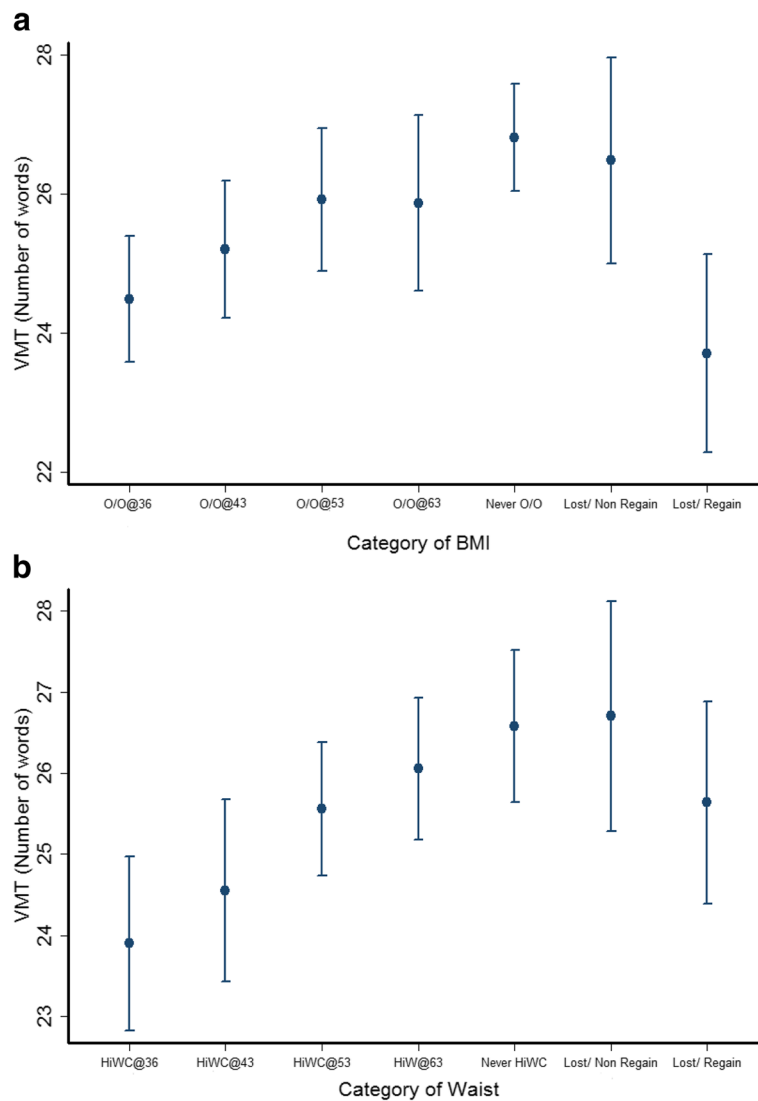 a
28
26
24
22
VMT (Number of words)
O/O@36 O/O@43 O/O@53 O/O@63 Never O/O Lost/ Non Regain Lost/ Regain
Category of BMI
b
28
27
26
25
24
23
VMT (Number of words)
HiWC@36 HiWC@43 HiWC@53 HiW@63 Never HiWC Lost/ Non Regain Lost/ Regain
Category of Waist